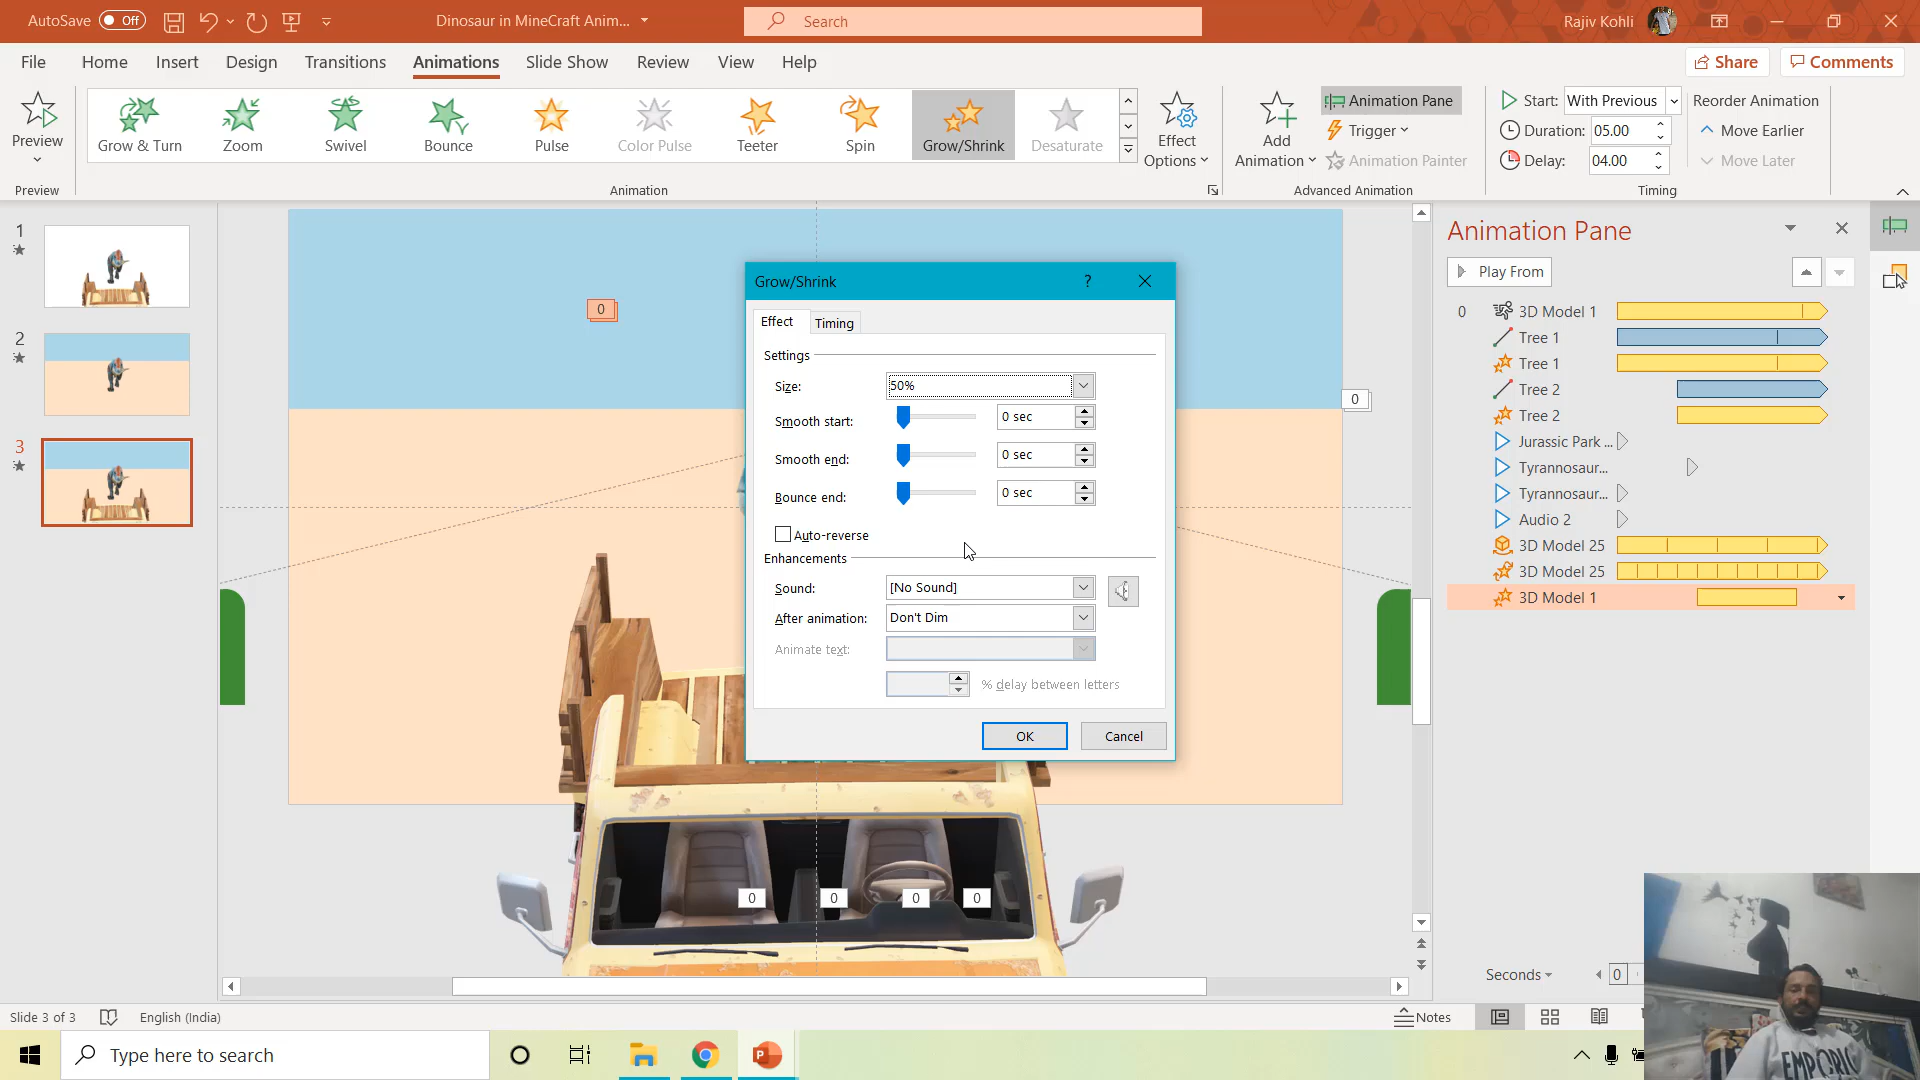 AutoSave Off Dinosaur in MineCraft Anim... Search Rajiv Kohli
File Home Insert Design Transitions Animations Slide Show Review View Help Share Comments
Preview
Grow & Turn Zoom Swivel Bounce Pulse Color Pulse Teeter Spin Grow/Shrink Desaturate
Effect Options
Add Animation
Animation Pane
Trigger
Animation Painter
Start: With Previous
Duration: 05.00
Delay: 04.00
Reorder Animation
Move Earlier
Move Later
Preview Animation Advanced Animation Timing
1
2
3
0
0
0 0 0 0
Grow/Shrink ?
Effect Timing
Settings
Size: 50%
Smooth start: 0 sec
Smooth end: 0 sec
Bounce end: 0 sec
Auto-reverse
Enhancements
Sound: [No Sound]
After animation: Don't Dim
Animate text:
% delay between letters
OK Cancel
Animation Pane
Play From
0 3D Model 1
Tree 1
Tree 1
Tree 2
Tree 2
Jurassic Park ...
Tyrannosaur...
Tyrannosaur...
Audio 2
3D Model 25
3D Model 25
3D Model 1
Seconds 0
EMPORIO
Slide 3 of 3 English (India) Notes
Type here to search